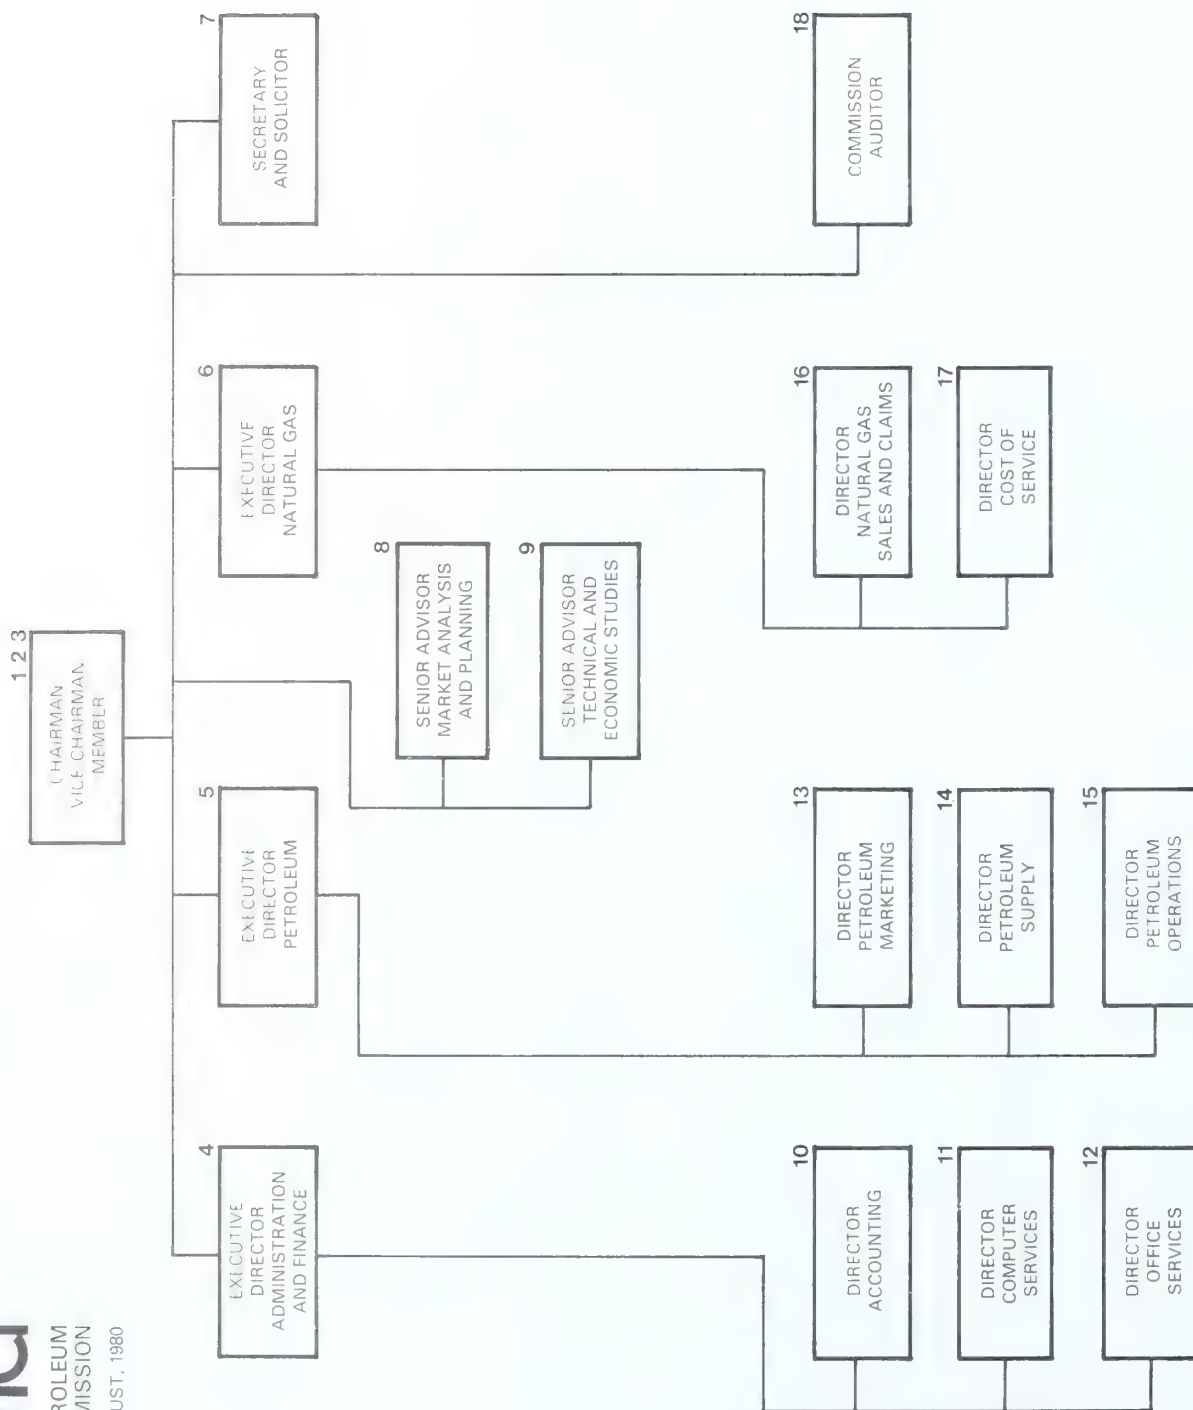 ROLEUM
MISSION
UST, 1980
1 2 3
CHAIRMAN
VICE CHAIRMAN
MEMBER
4
EXECUTIVE
DIRECTOR
ADMINISTRATION
AND FINANCE
5
EXECUTIVE
DIRECTOR
PETROLEUM
6
EXECUTIVE
DIRECTOR
NATURAL GAS
7
SECRETARY
AND SOLICITOR
8
SENIOR ADVISOR
MARKET ANALYSIS
AND PLANNING
9
SENIOR ADVISOR
TECHNICAL AND
ECONOMIC STUDIES
10
DIRECTOR
ACCOUNTING
11
DIRECTOR
COMPUTER
SERVICES
12
DIRECTOR
OFFICE
SERVICES
13
DIRECTOR
PETROLEUM
MARKETING
14
DIRECTOR
PETROLEUM
SUPPLY
15
DIRECTOR
PETROLEUM
OPERATIONS
16
DIRECTOR
NATURAL GAS
SALES AND CLAIMS
17
DIRECTOR
COST OF
SERVICE
18
COMMISSION
AUDITOR